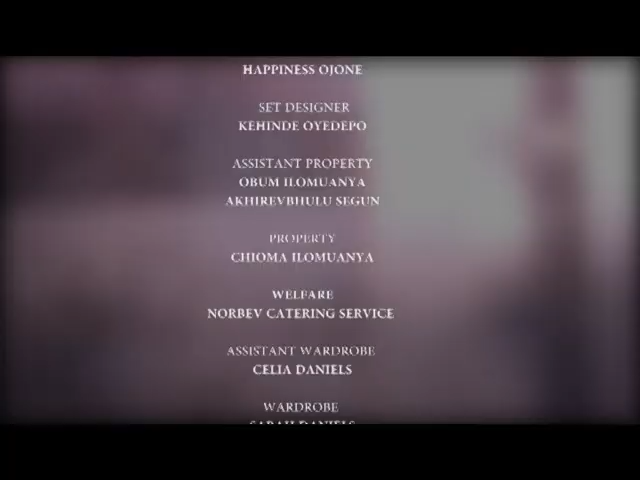 HAPPINESS OJONE
SET DESIGNER
KEHINDE OYEDEPO
ASSISTANT PROPERTY
OBUM ILOMUANYA
AKHIREVBHULU SEGUN
PROPERTY
CHIOMA ILOMUANYA
WELFARE
NORBEV CATERING SERVICE
ASSISTANT WARDROBE
CELIA DANIELS
WARDROBE